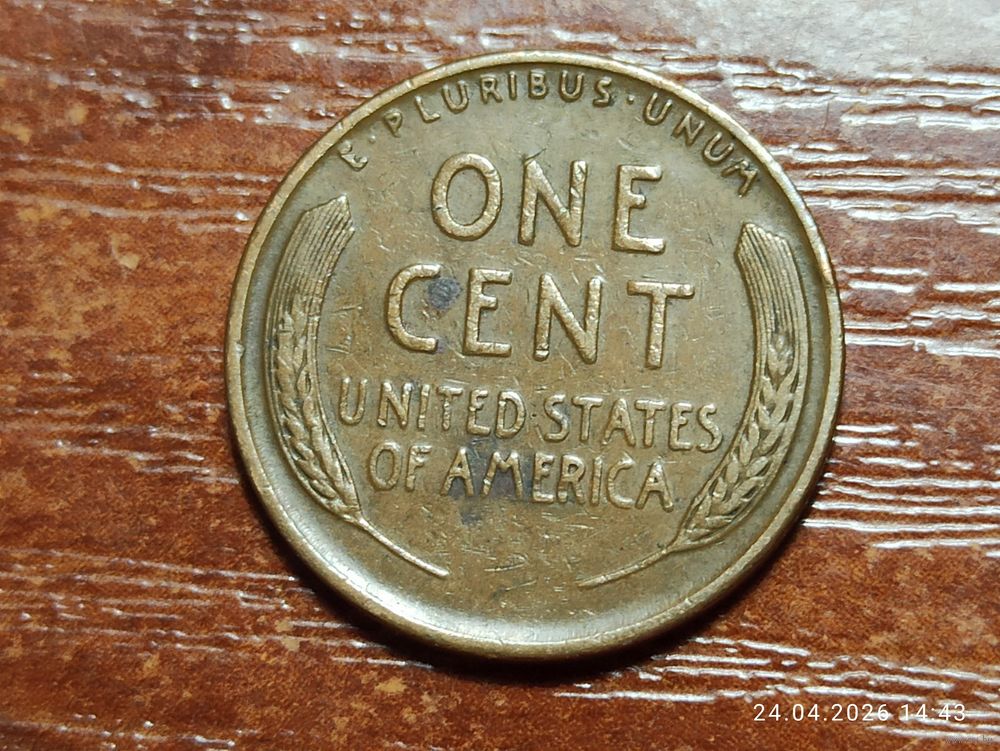 E · PLURIBUS · UNUM
ONE
CENT
UNITED·STATES
OF AMERICA
24.04.2026 14:43